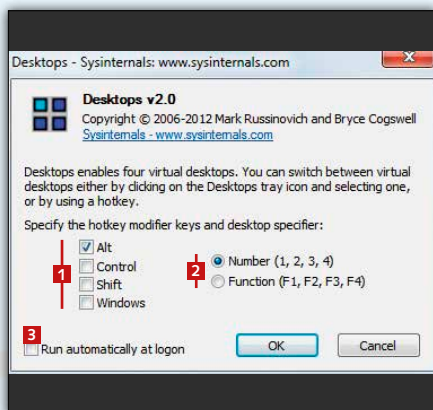 Desktops - Sysinternals: www.sysinternals.com
Desktops v2.0
Copyright © 2006-2012 Mark Russinovich and Bryce Cogswell
Sysinternals - www.sysinternals.com
Desktops enables four virtual desktops. You can switch between virtual
desktops either by clicking on the Desktops tray icon and selecting one,
or by using a hotkey.
Specify the hotkey modifier keys and desktop specifier:
1
Alt
Control
Shift
Windows
2
Number (1, 2, 3, 4)
Function (F1, F2, F3, F4)
3
Run automatically at logon
OK
Cancel